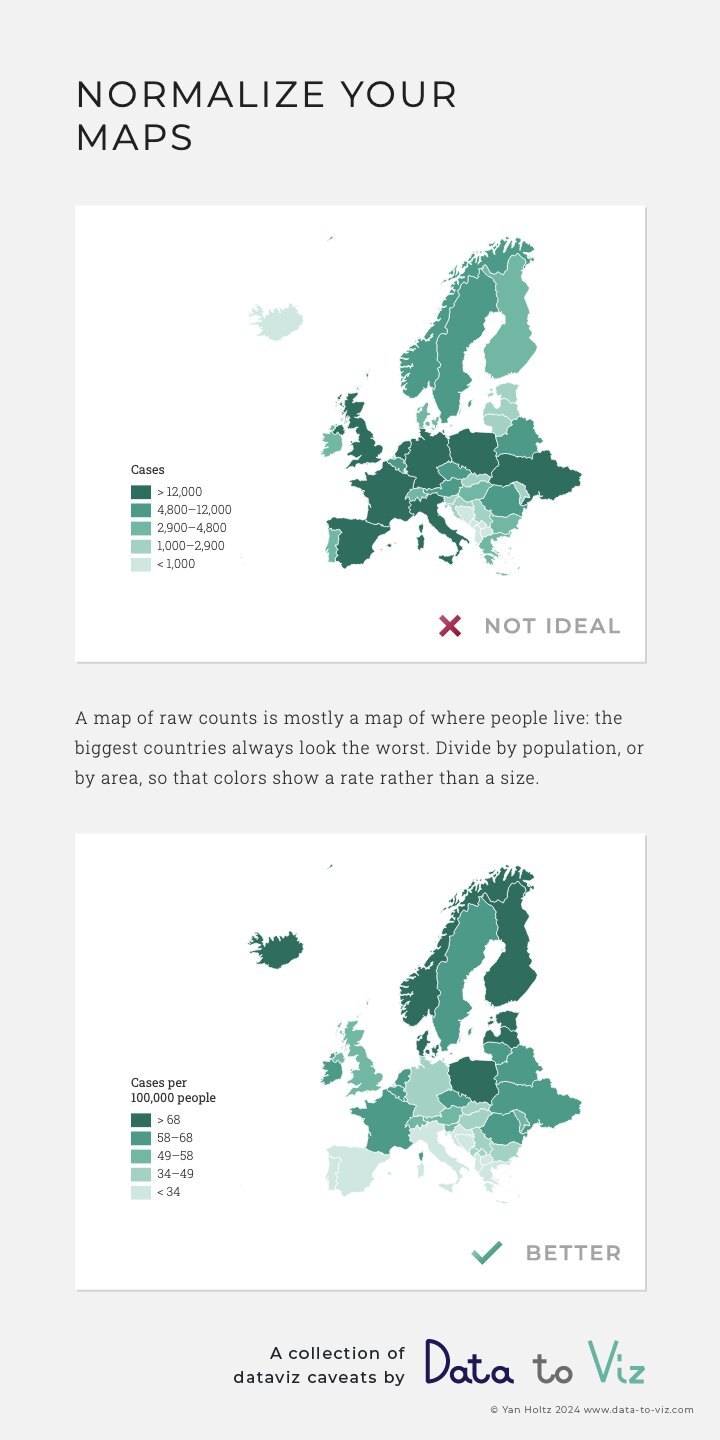 NORMALIZE YOUR
MAPS
Cases
> 12,000
4,800–12,000
2,900–4,800
1,000–2,900
< 1,000
NOT IDEAL
A map of raw counts is mostly a map of where people live: the
biggest countries always look the worst. Divide by population, or
by area, so that colors show a rate rather than a size.
Cases per
100,000 people
> 68
58–68
49–58
34–49
< 34
BETTER
A collection of
dataviz caveats by
Data to Viz
© Yan Holtz 2024 www.data-to-viz.com